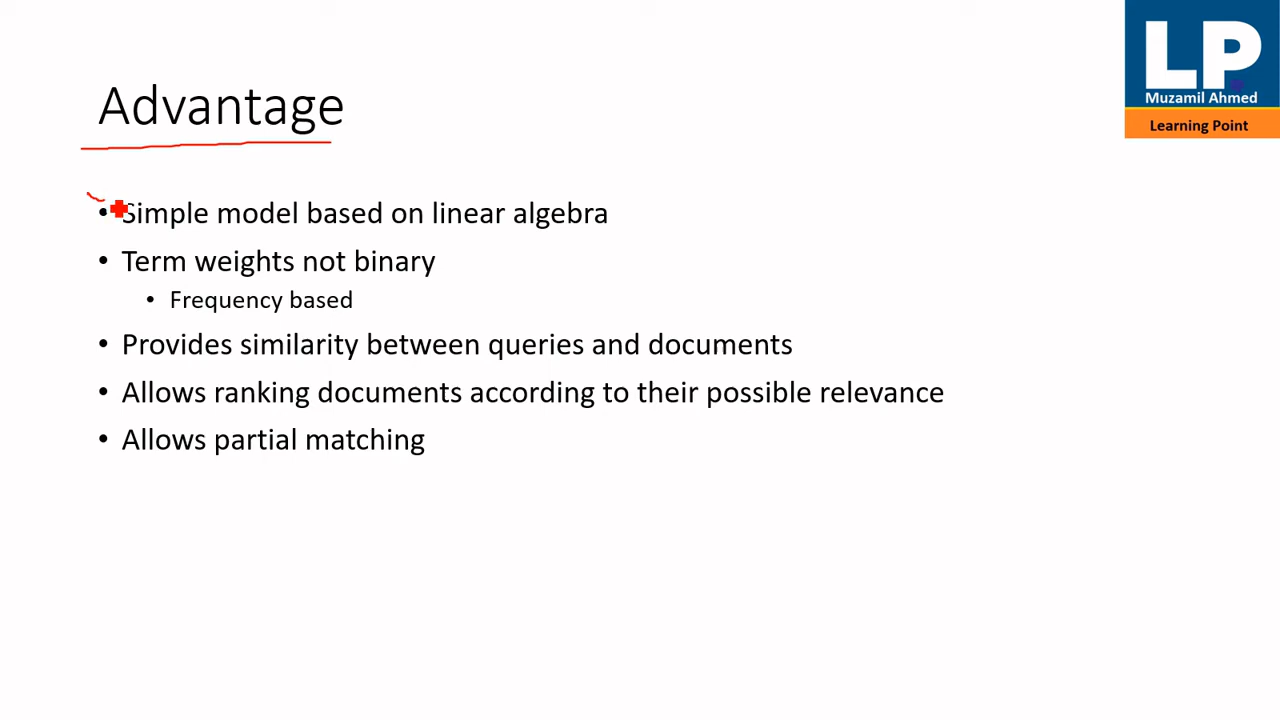 LP
Muzamil Ahmed
Learning Point
Advantage
• Simple model based on linear algebra
• Term weights not binary
• Frequency based
• Provides similarity between queries and documents
• Allows ranking documents according to their possible relevance
• Allows partial matching